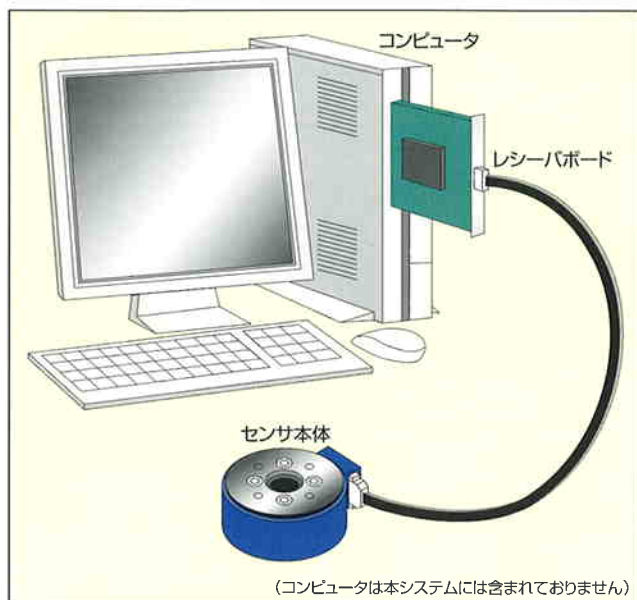 コンピュータ
レシーバボード
センサ本体
(コンピュータは本システムには含まれておりません)